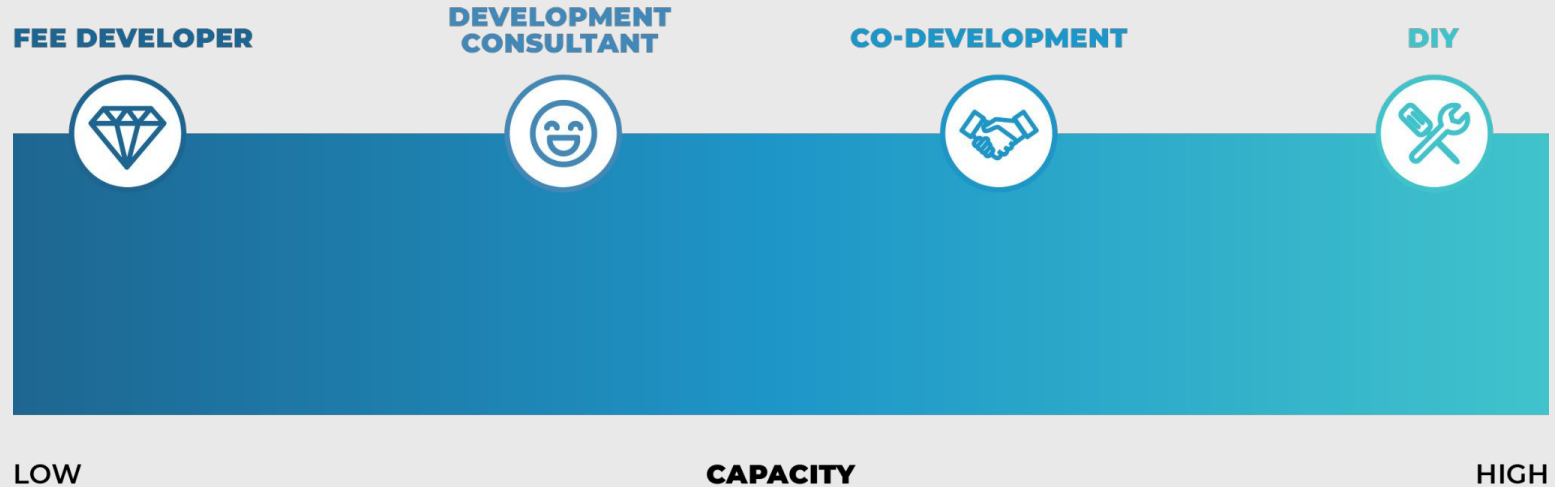 FEE DEVELOPER
DEVELOPMENT
CONSULTANT
CO-DEVELOPMENT
DIY
LOW
CAPACITY
HIGH